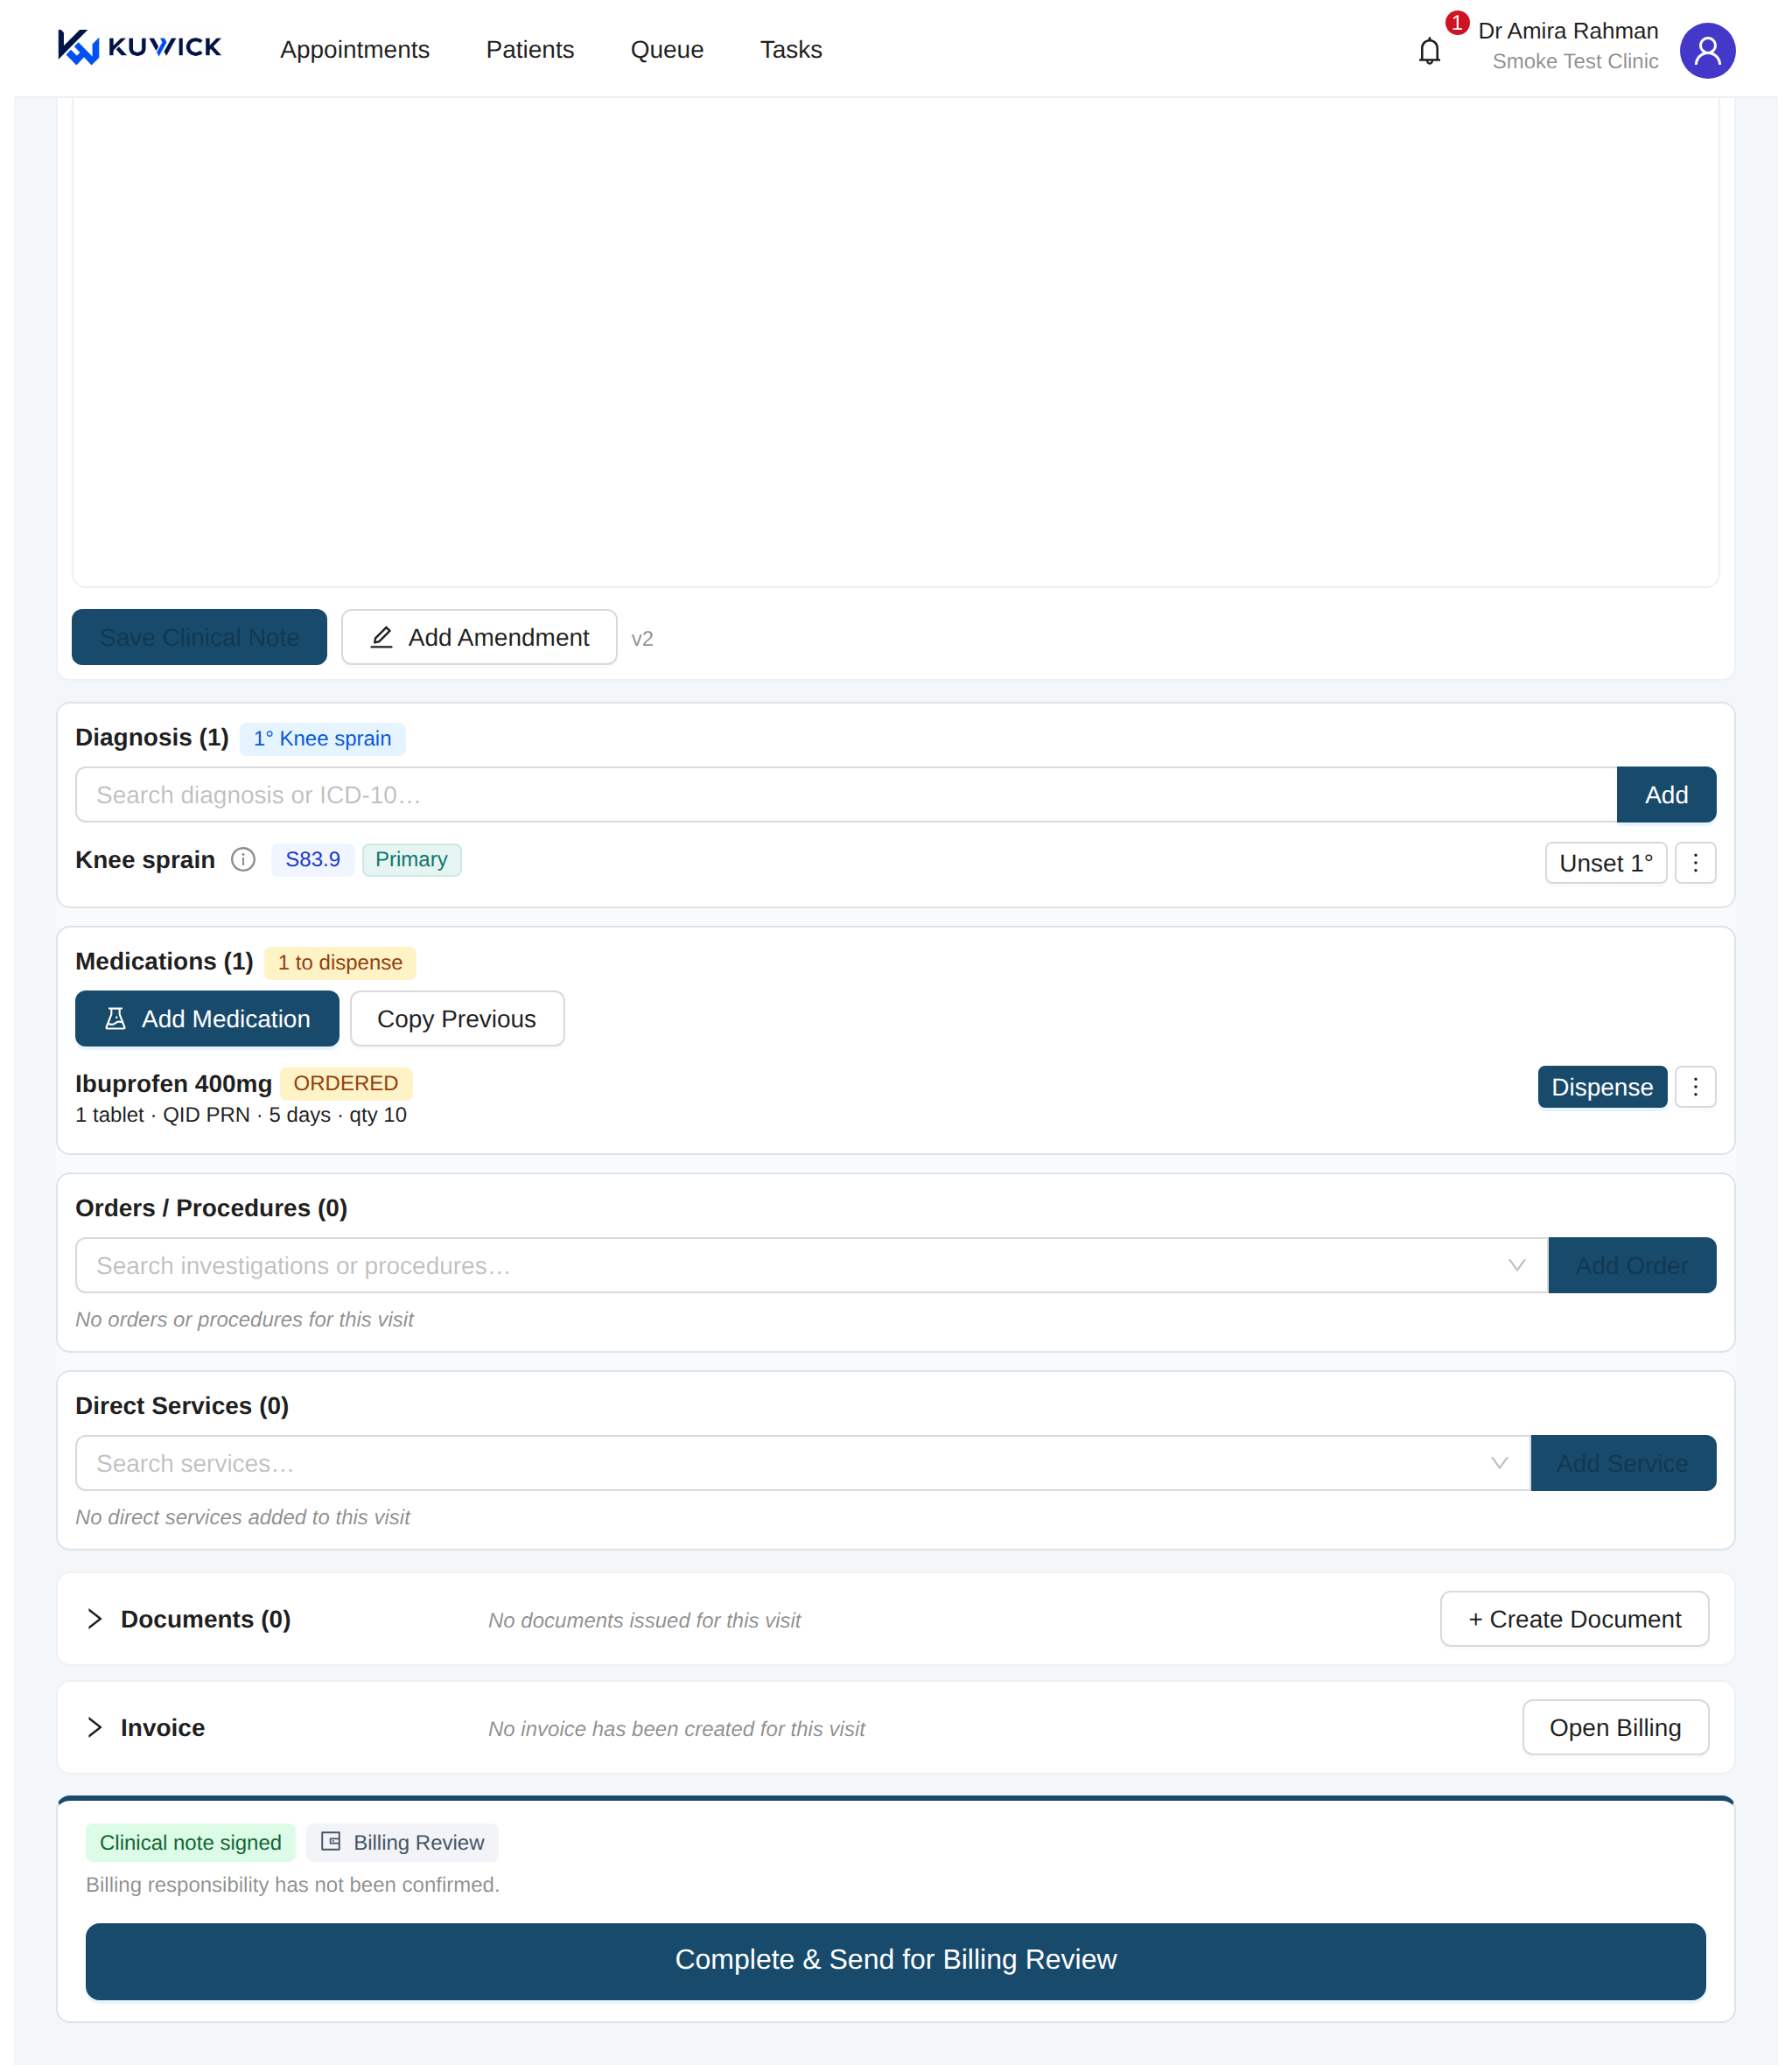 KUWICK
Appointments
Patients
Queue
Tasks
1
Dr Amira Rahman
Smoke Test Clinic
Save Clinical Note
Add Amendment
v2
Diagnosis (1)
1° Knee sprain
Search diagnosis or ICD-10…
Add
Knee sprain
S83.9
Primary
Unset 1°
Medications (1)
1 to dispense
Add Medication
Copy Previous
Ibuprofen 400mg
ORDERED
Dispense
1 tablet · QID PRN · 5 days · qty 10
Orders / Procedures (0)
Search investigations or procedures…
Add Order
No orders or procedures for this visit
Direct Services (0)
Search services…
Add Service
No direct services added to this visit
Documents (0)
No documents issued for this visit
+ Create Document
Invoice
No invoice has been created for this visit
Open Billing
Clinical note signed
Billing Review
Billing responsibility has not been confirmed.
Complete & Send for Billing Review